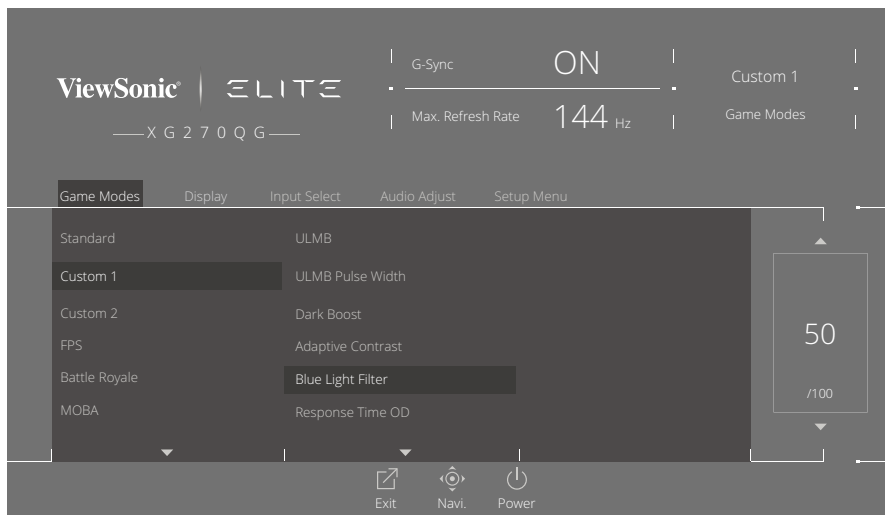 ViewSonic® ELITE
XG270QG
G-Sync ON
Max. Refresh Rate 144 Hz
Custom 1
Game Modes
Game Modes Display Input Select Audio Adjust Setup Menu
Standard
Custom 1
Custom 2
FPS
Battle Royale
MOBA
ULMB
ULMB Pulse Width
Dark Boost
Adaptive Contrast
Blue Light Filter
Response Time OD
50
/100
Exit Navi. Power